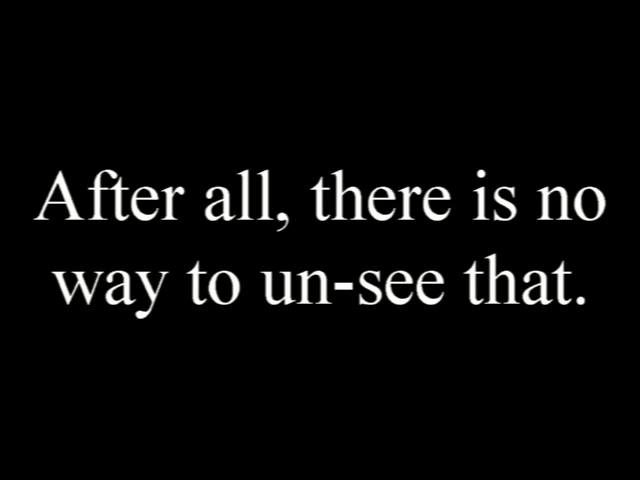 After all, there is no
way to un-see that.